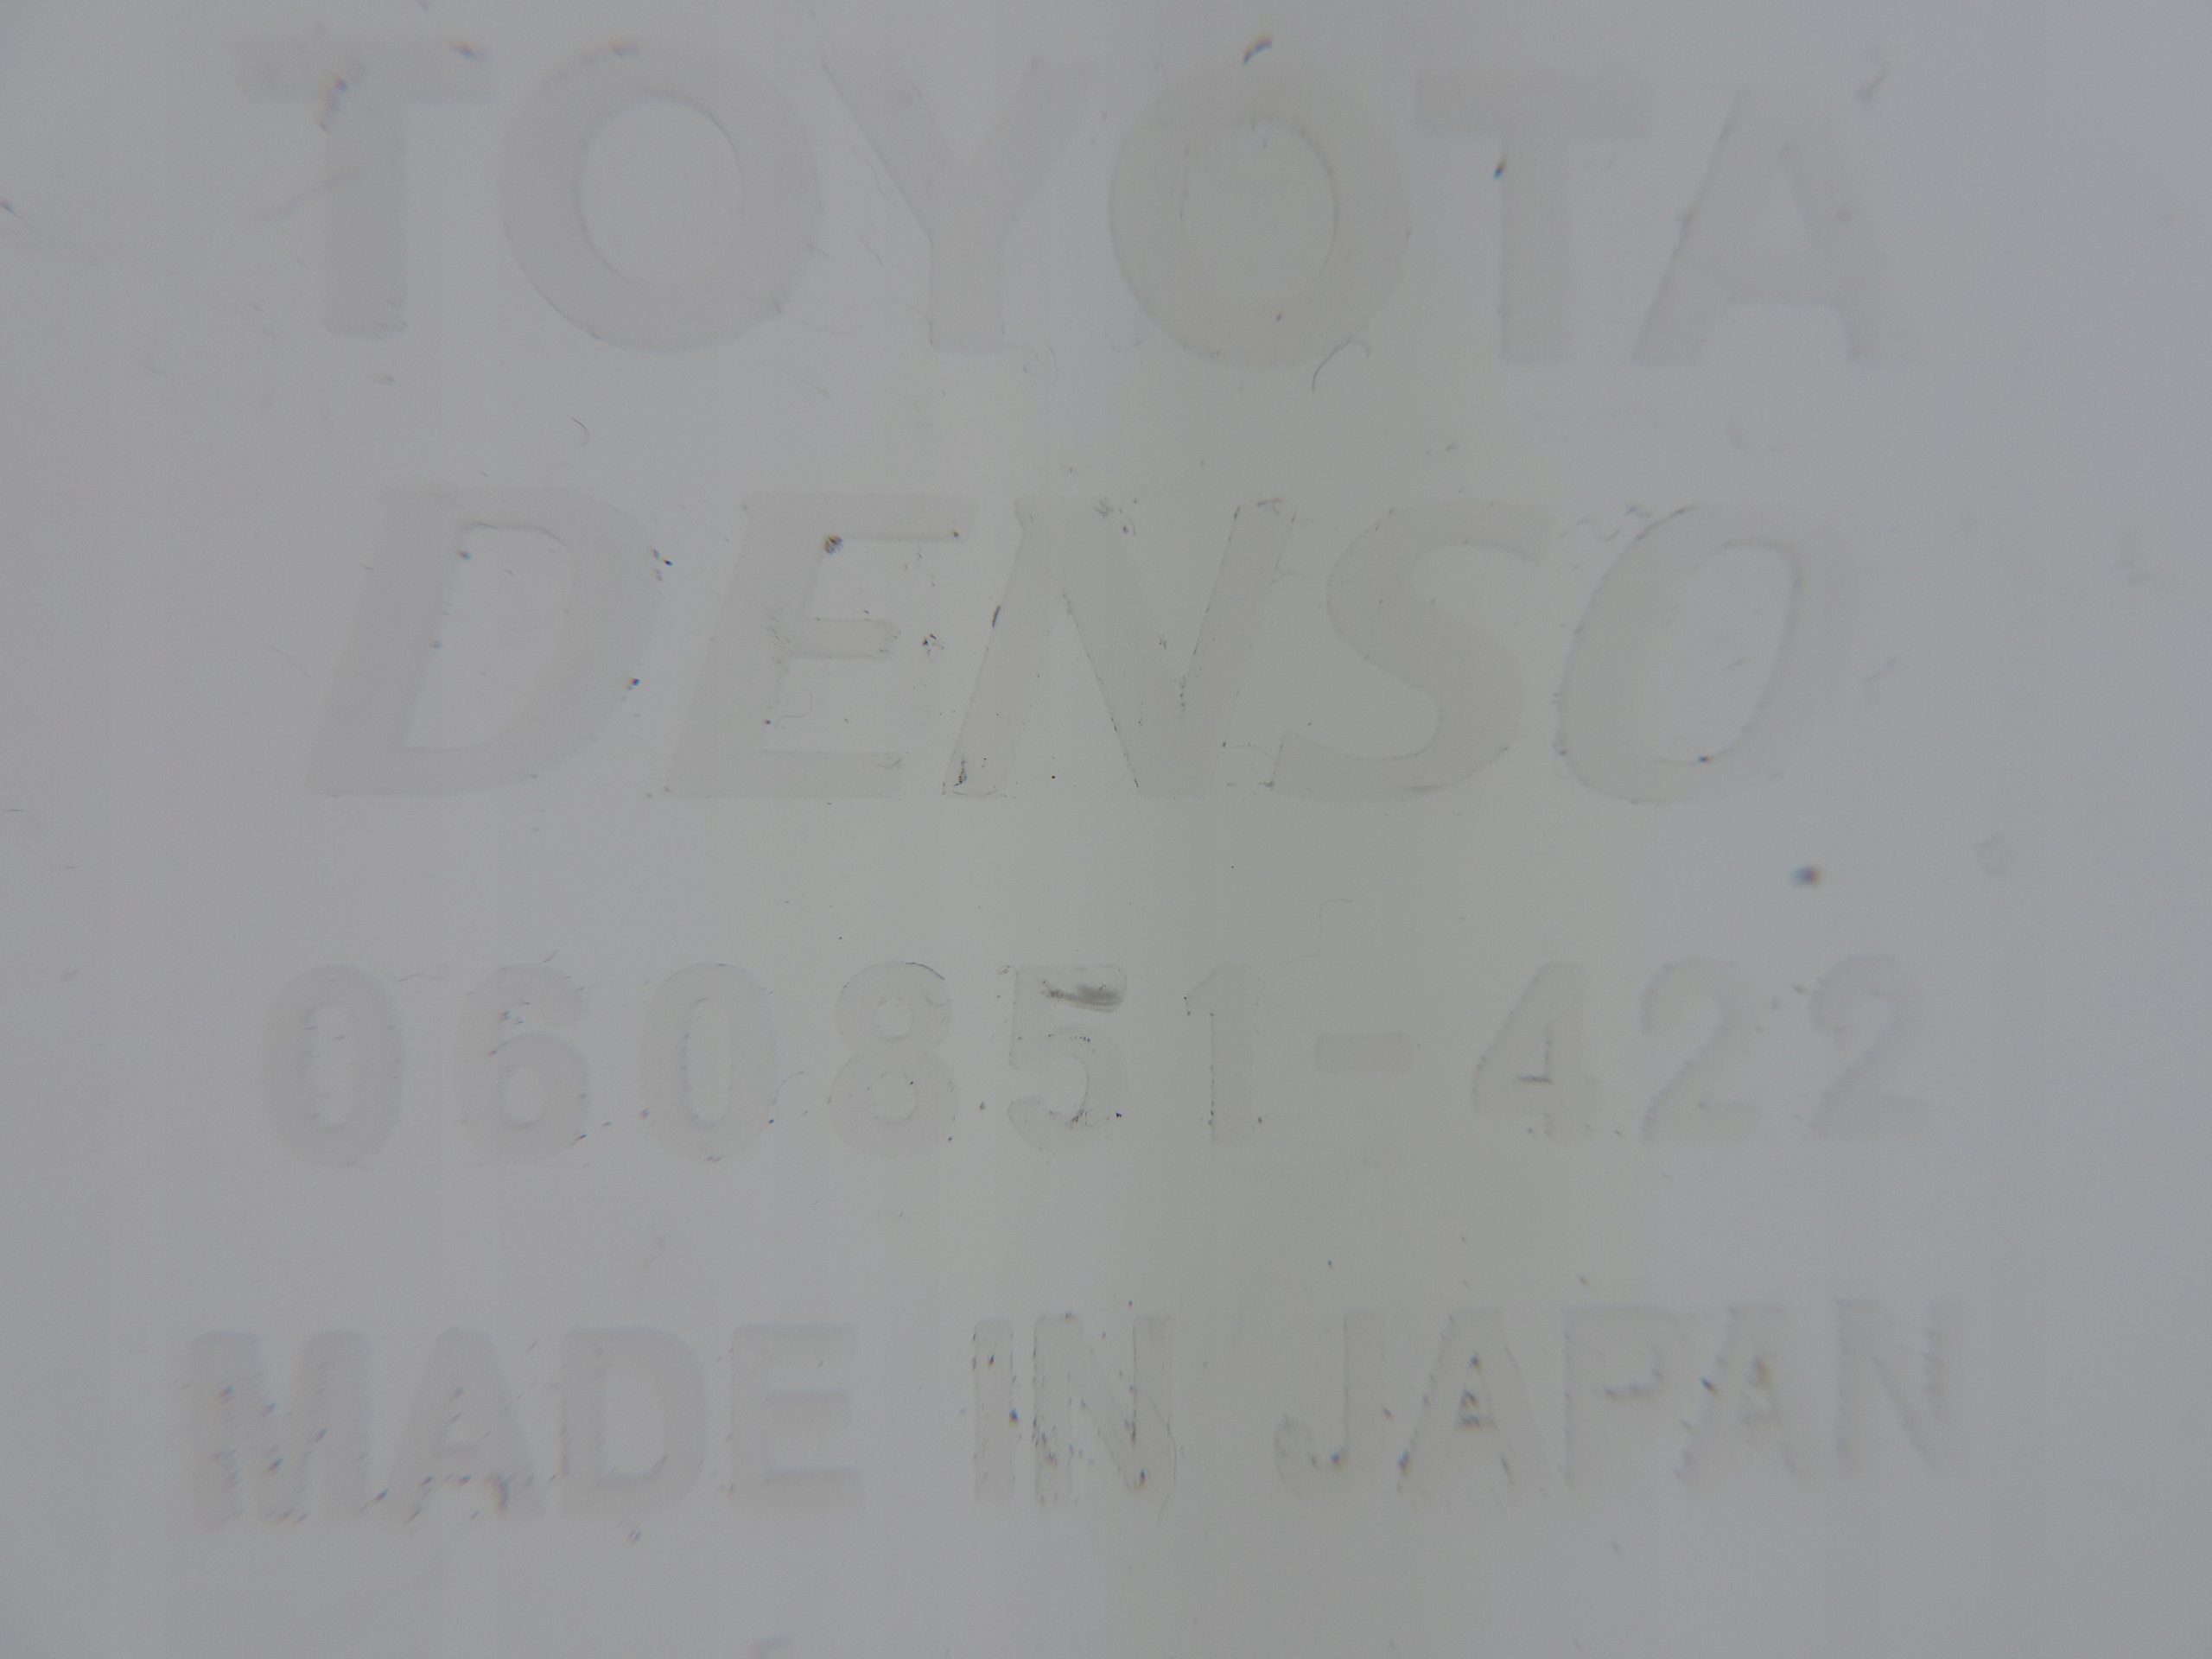 TOYOTA
DENSO
060851-422
MADE IN JAPAN